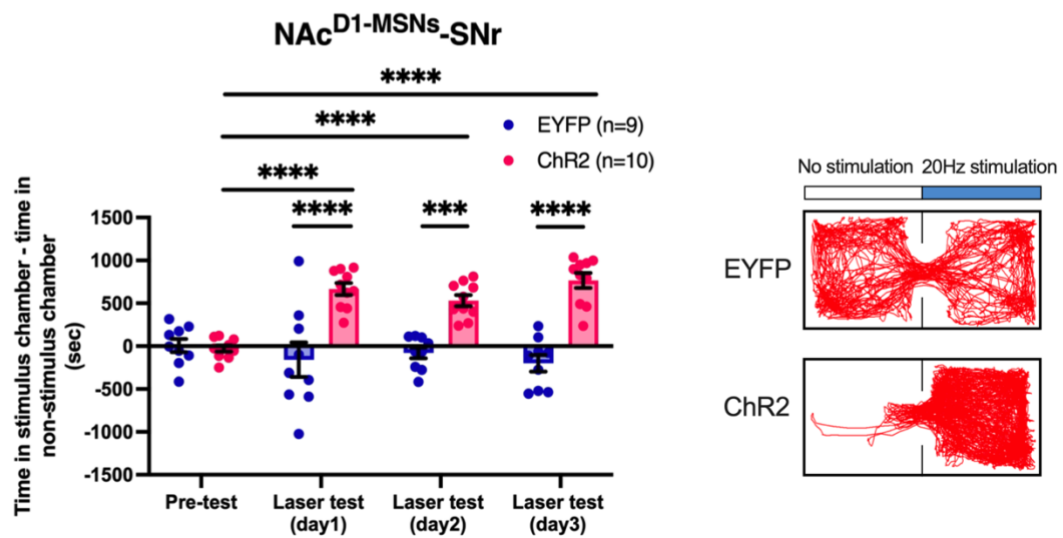 NAcD1-MSNs-SNr
****
****
****
**** *** ****
EYFP (n=9)
ChR2 (n=10)
Time in stimulus chamber - time in
non-stimulus chamber
(sec)
1500
1000
500
0
-500
-1000
-1500
Pre-test
Laser test
(day1)
Laser test
(day2)
Laser test
(day3)
No stimulation 20Hz stimulation
EYFP
ChR2